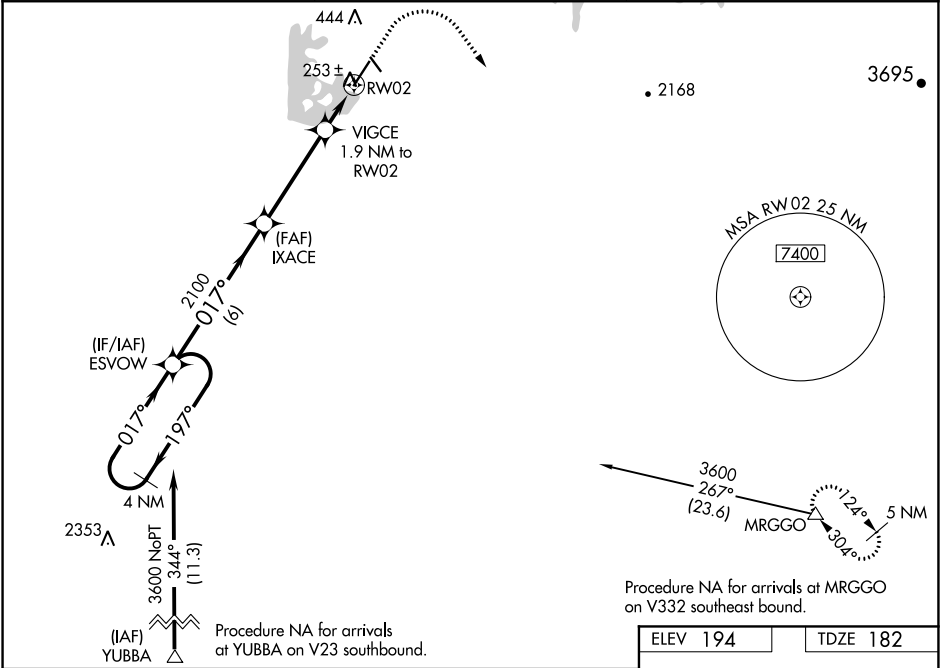 444
253 ±
RW02
2168
3695
VIGCE
1.9 NM to
RW02
MSA RW 02 25 NM
7400
(FAF)
IXACE
2100
017°
(6)
(IF/IAF)
ESVOW
017°
197°
4 NM
2353
3600 NoPT
344°
(11.3)
3600
267°
(23.6)
MRGGO
124°
304°
5 NM
(IAF)
YUBBA
Procedure NA for arrivals
at YUBBA on V23 southbound.
Procedure NA for arrivals at MRGGO
on V332 southeast bound.
ELEV 194
TDZE 182